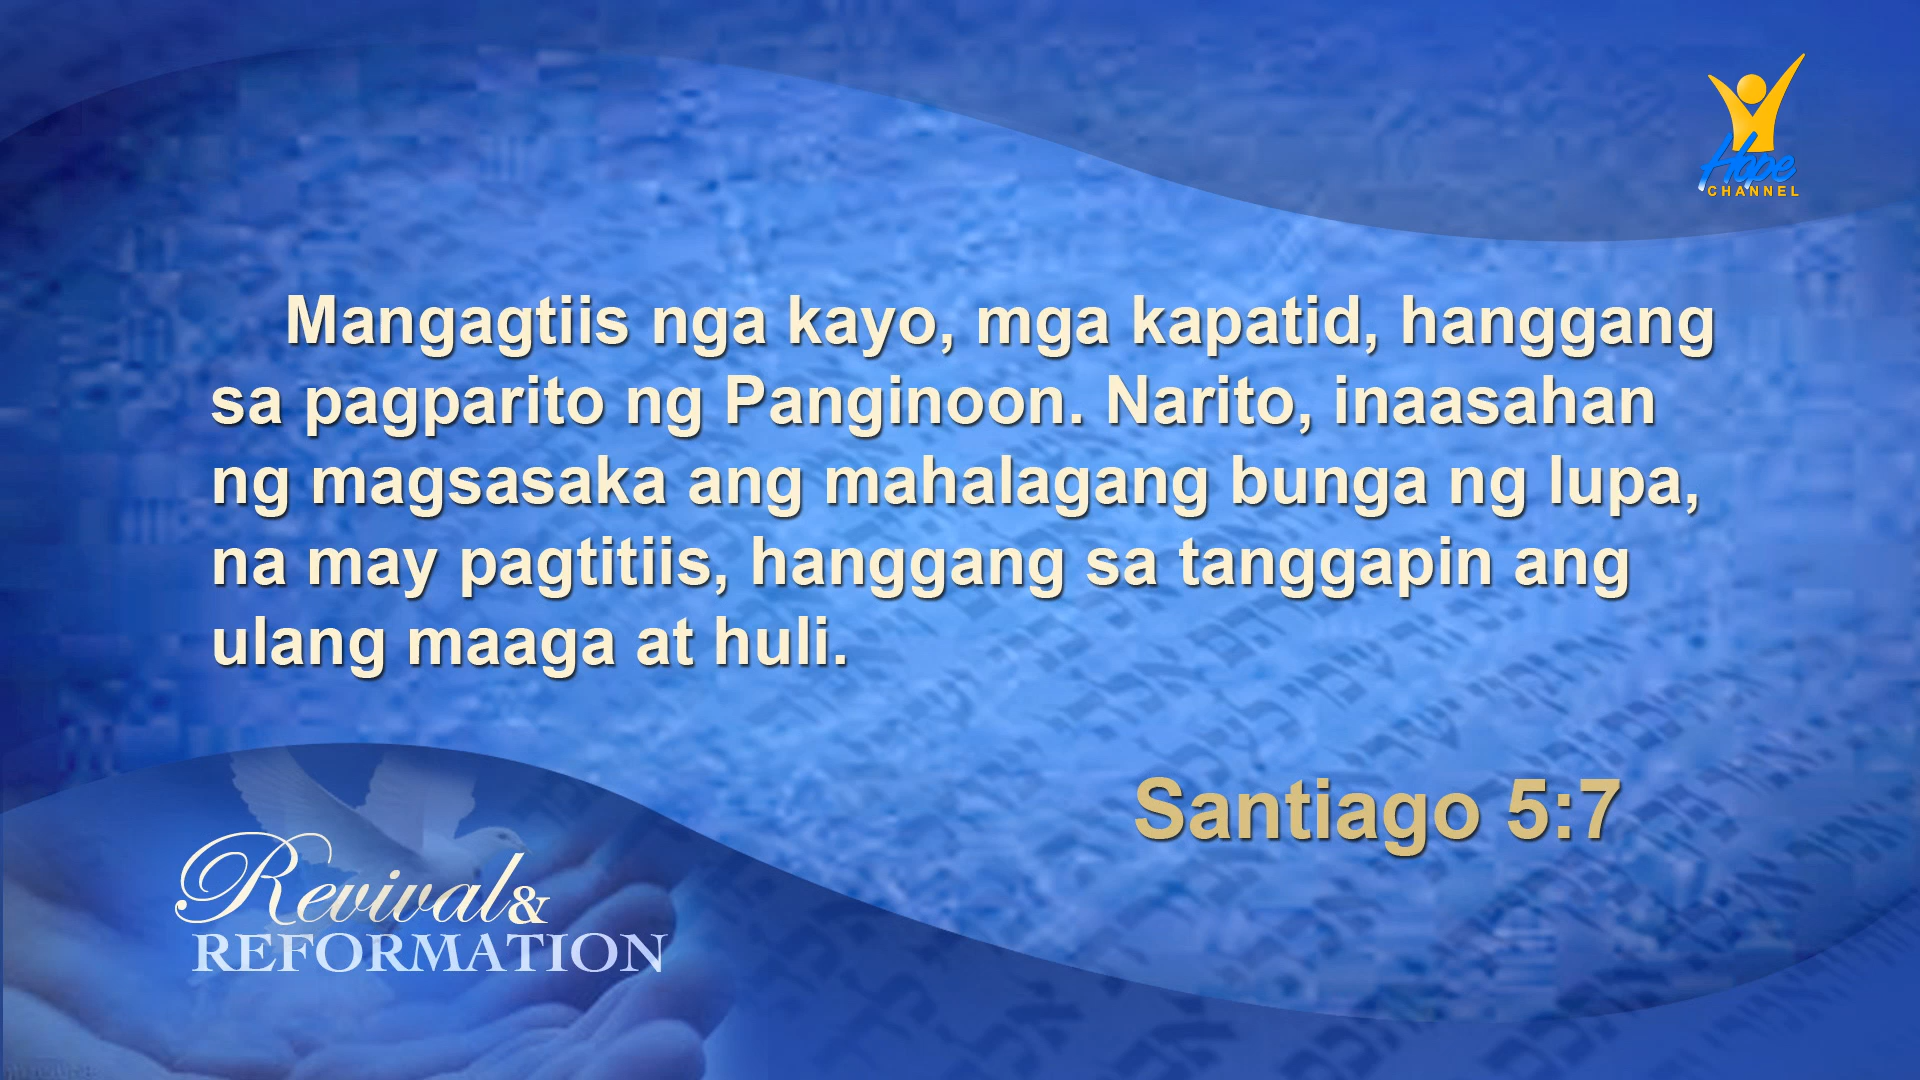 Hope
CHANNEL
Mangagtiis nga kayo, mga kapatid, hanggang
sa pagparito ng Panginoon. Narito, inaasahan
ng magsasaka ang mahalagang bunga ng lupa,
na may pagtitiis, hanggang sa tanggapin ang
ulang maaga at huli.
Santiago 5:7
Revival &
REFORMATION